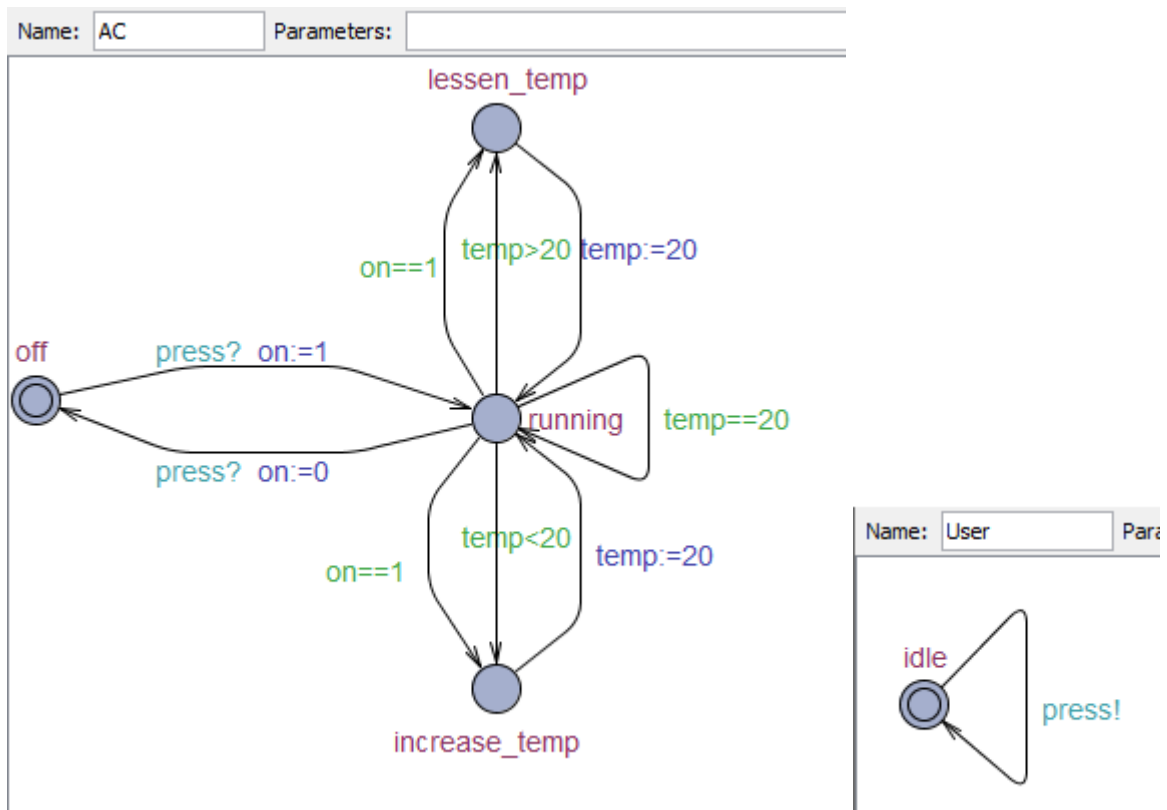 Name: AC Parameters:
lessen_temp
on==1 temp>20 temp:=20
off
press? on:=1
running temp==20
press? on:=0
on==1 temp<20 temp:=20
increase_temp
Name: User Para
idle
press!